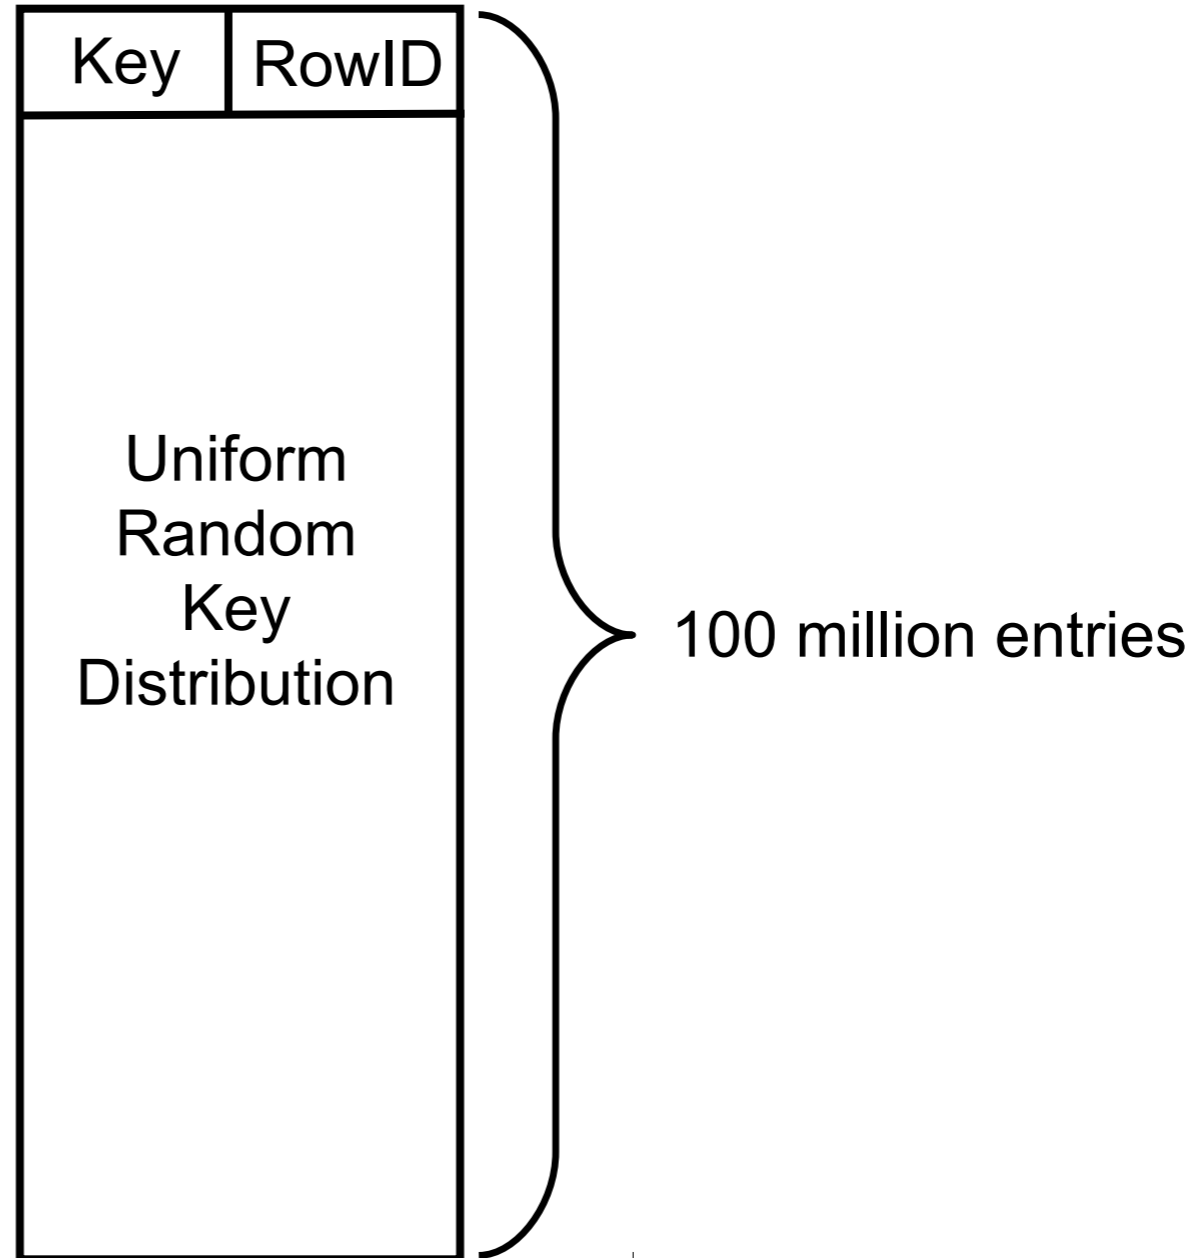 Key RowID
Uniform
Random
Key
Distribution
100 million entries